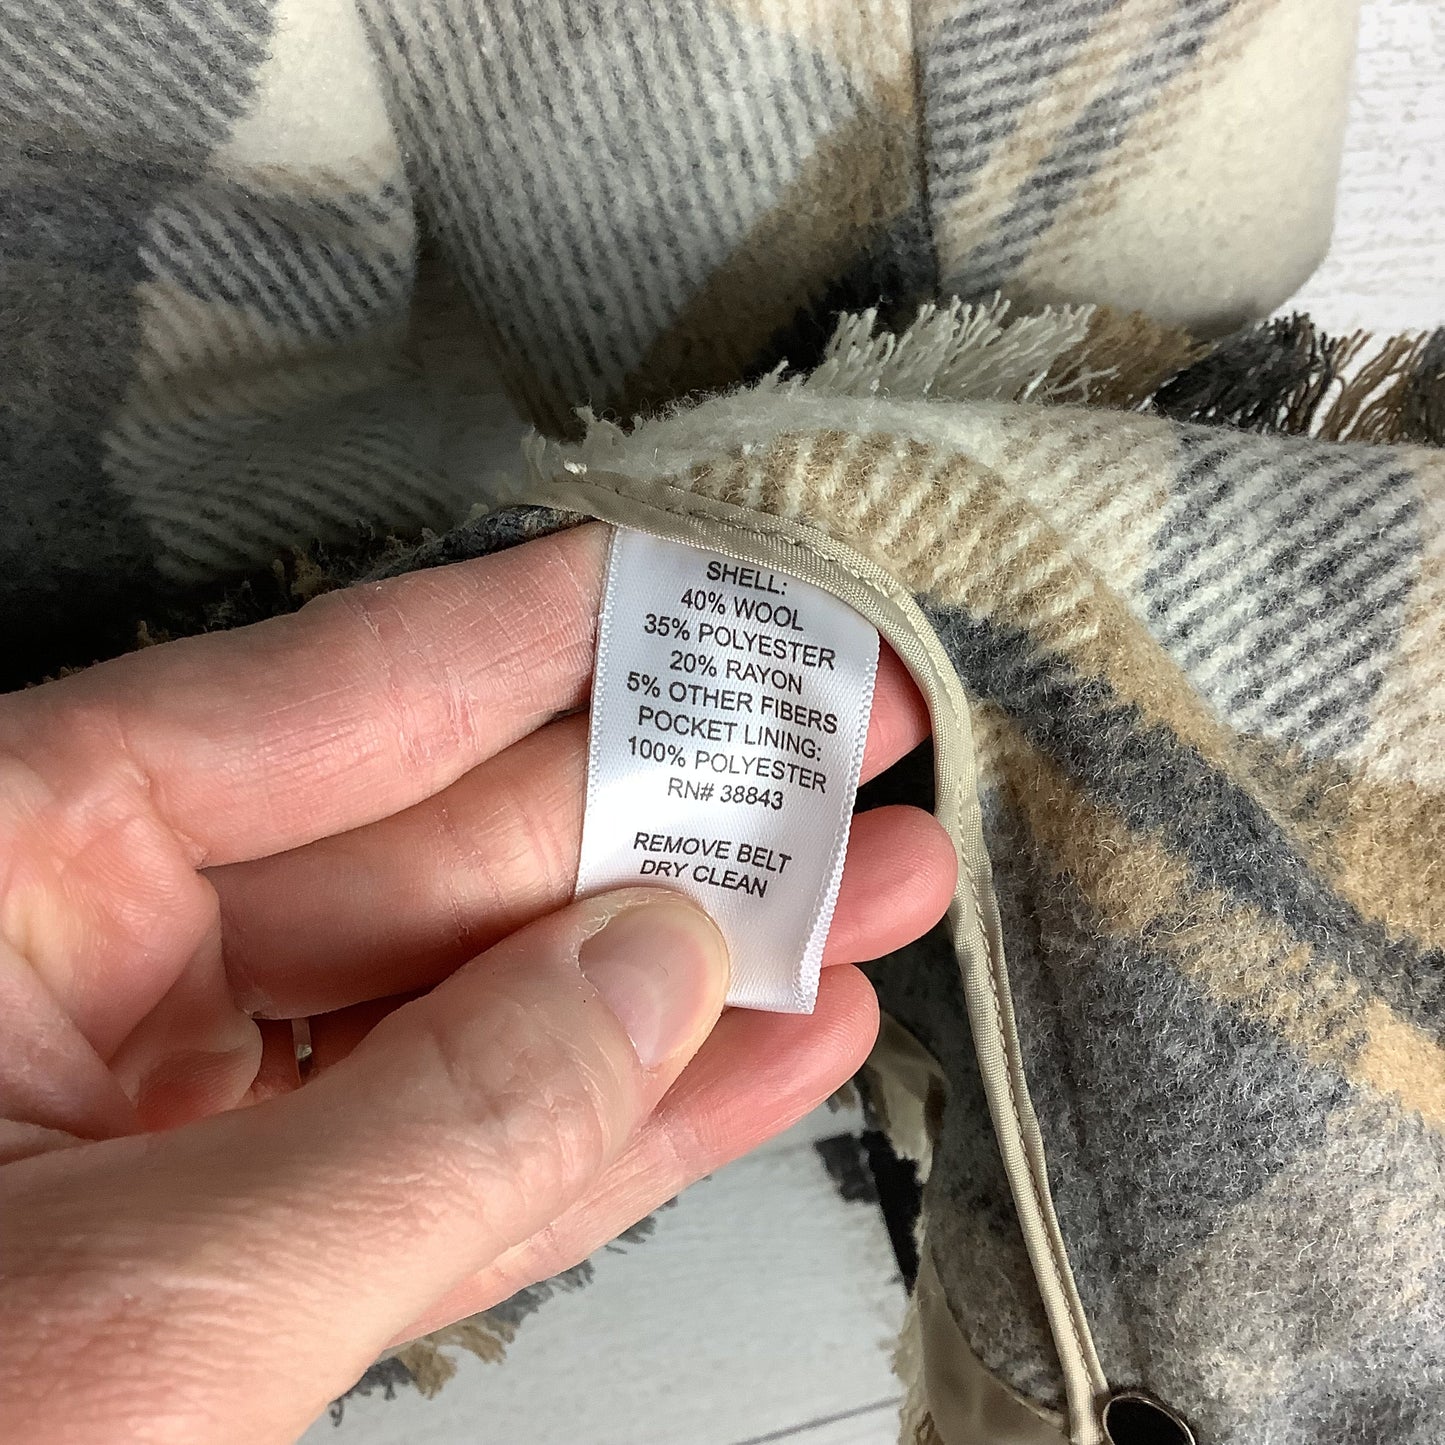 SHELL:
40% WOOL
35% POLYESTER
20% RAYON
5% OTHER FIBERS
POCKET LINING:
100% POLYESTER
RN# 38843
REMOVE BELT
DRY CLEAN